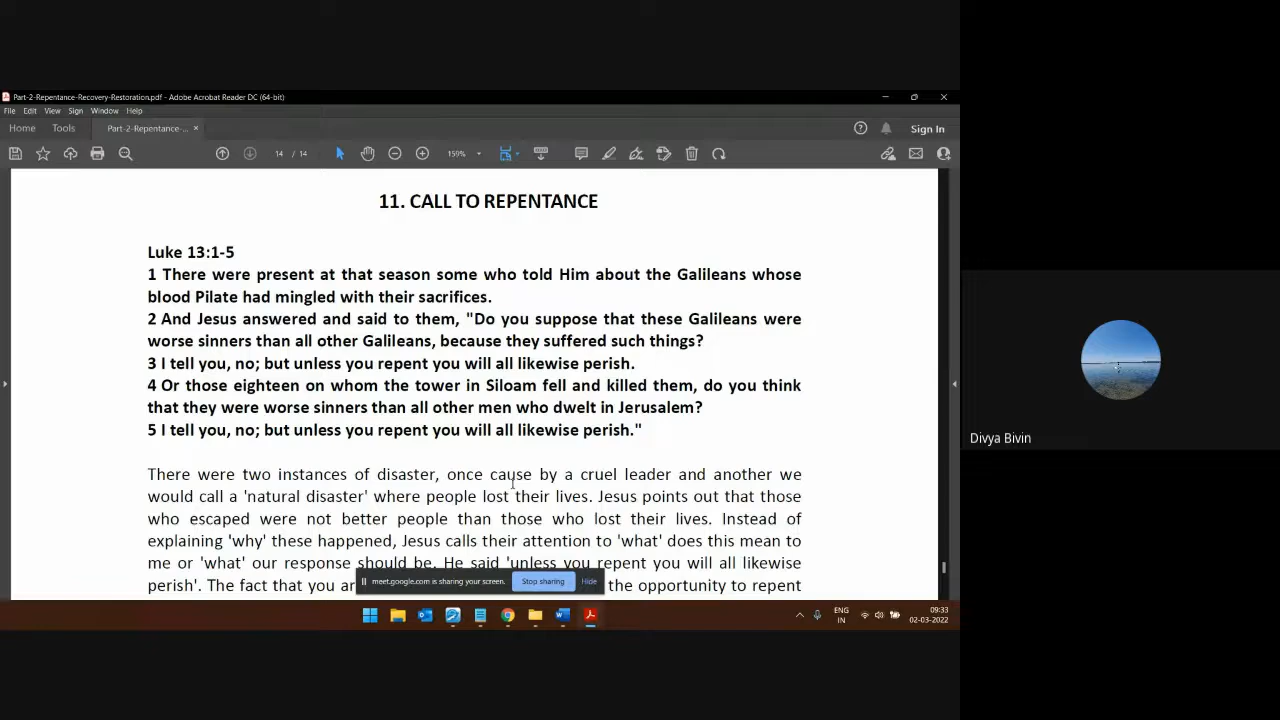 Part-2-Repentance-Recovery-Restoration.pdf - Adobe Acrobat Reader DC (64-bit)
File Edit View Sign Window Help
Home Tools Part-2-Repentance-... × Sign In
14 / 14 159%
11. CALL TO REPENTANCE
Luke 13:1-5
1 There were present at that season some who told Him about the Galileans whose
blood Pilate had mingled with their sacrifices.
2 And Jesus answered and said to them, "Do you suppose that these Galileans were
worse sinners than all other Galileans, because they suffered such things?
3 I tell you, no; but unless you repent you will all likewise perish.
4 Or those eighteen on whom the tower in Siloam fell and killed them, do you think
that they were worse sinners than all other men who dwelt in Jerusalem?
5 I tell you, no; but unless you repent you will all likewise perish."
There were two instances of disaster, once cause by a cruel leader and another we
would call a 'natural disaster' where people lost their lives. Jesus points out that those
who escaped were not better people than those who lost their lives. Instead of
explaining 'why' these happened, Jesus calls their attention to 'what' does this mean to
me or 'what' our response should be. He said 'unless you repent you will all likewise
perish'. The fact that you ar the opportunity to repent
meet.google.com is sharing your screen. Stop sharing Hide
Divya Bivin
ENG
IN
09:33
02-03-2022